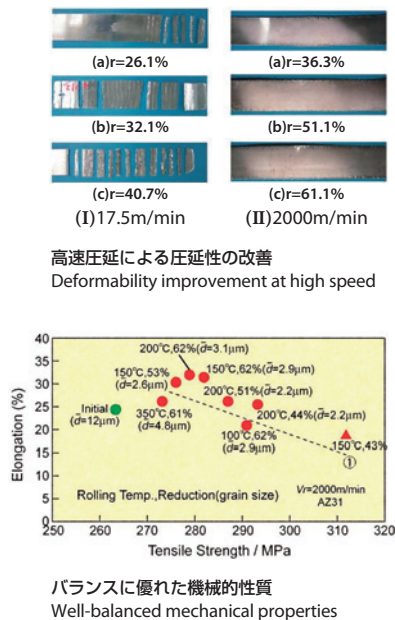 (a)r=26.1%
(a)r=36.3%
(b)r=32.1%
(b)r=51.1%
(c)r=40.7%
(c)r=61.1%
(I)17.5m/min
(II)2000m/min
高速圧延による圧延性の改善
Deformability improvement at high speed
Elongation (%)
40
35
30
25
20
15
10
5
0
200℃,62%(d̄=3.1μm)
150℃,53%
(d̄=2.6μm)
150℃,62%(d̄=2.9μm)
Initial
(d̄=12μm)
350℃,61%
(d̄=4.8μm)
200℃,51%(d̄=2.2μm)
200℃,44%(d̄=2.2μm)
100℃,62%
(d̄=2.9μm)
150℃,43%
①
Rolling Temp.,Reduction(grain size)
Vr=2000m/min
AZ31
250 260 270 280 290 300 310 320
Tensile Strength / MPa
バランスに優れた機械的性質
Well-balanced mechanical properties